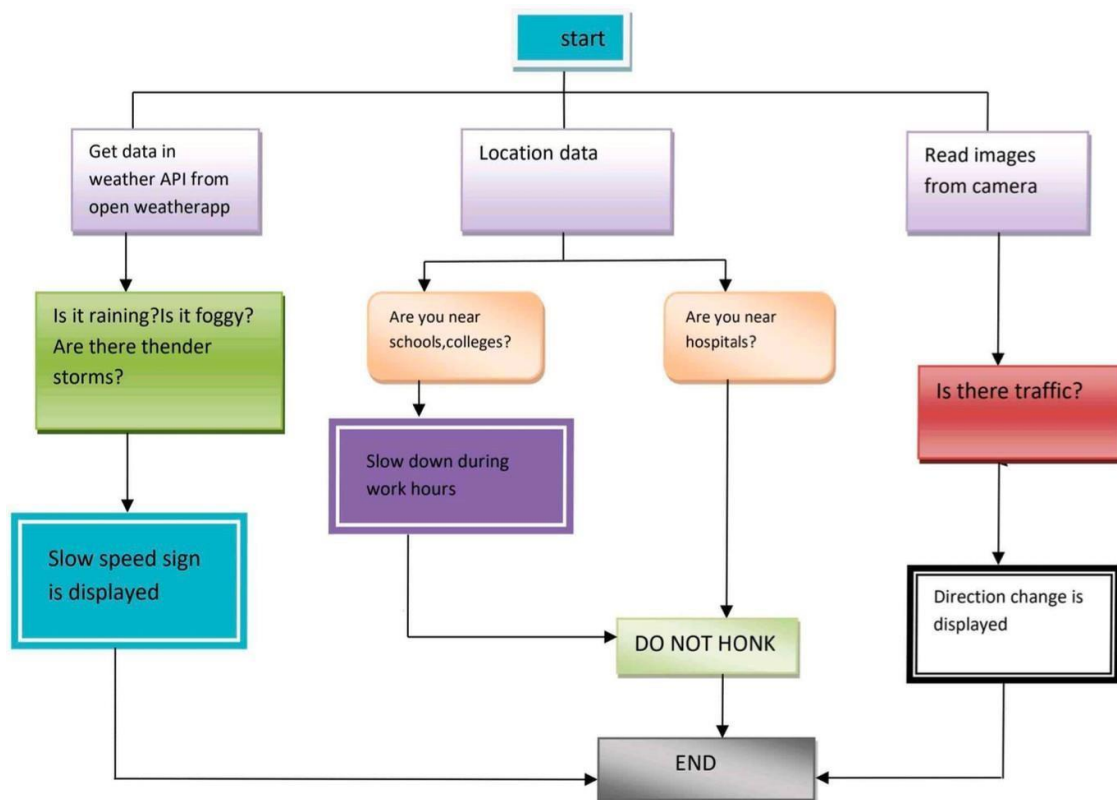 start
Get data in
weather API from
open weatherapp
Location data
Read images
from camera
Is it raining?Is it foggy?
Are there thender
storms?
Are you near
schools,colleges?
Are you near
hospitals?
Is there traffic?
Slow down during
work hours
Slow speed sign
is displayed
Direction change is
displayed
DO NOT HONK
END